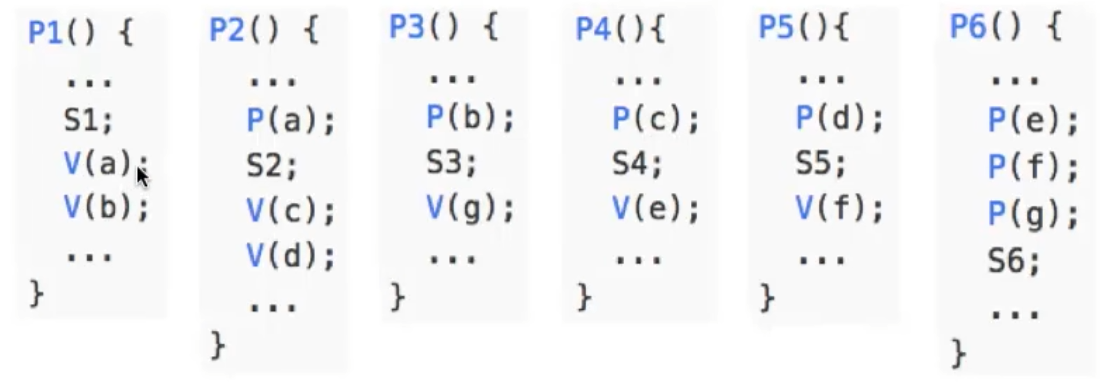 P1() {
...
S1;
V(a);
V(b);
...
}
P2() {
...
P(a);
S2;
V(c);
V(d);
...
}
P3() {
...
P(b);
S3;
V(g);
...
}
P4(){
...
P(c);
S4;
V(e);
...
}
P5(){
...
P(d);
S5;
V(f);
...
}
P6() {
...
P(e);
P(f);
P(g);
S6;
...
}